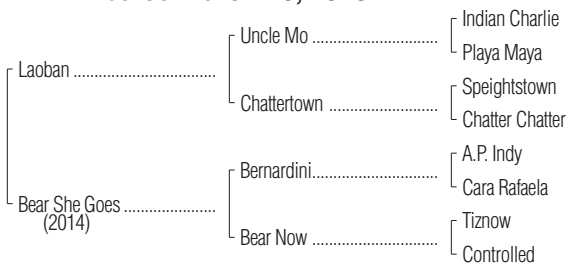 Indian Charlie
Uncle Mo
Playa Maya
Laoban
Speightstown
Chattertown
Chatter Chatter
A.P. Indy
Bernardini
Cara Rafaela
Bear She Goes
(2014)
Tiznow
Bear Now
Controlled